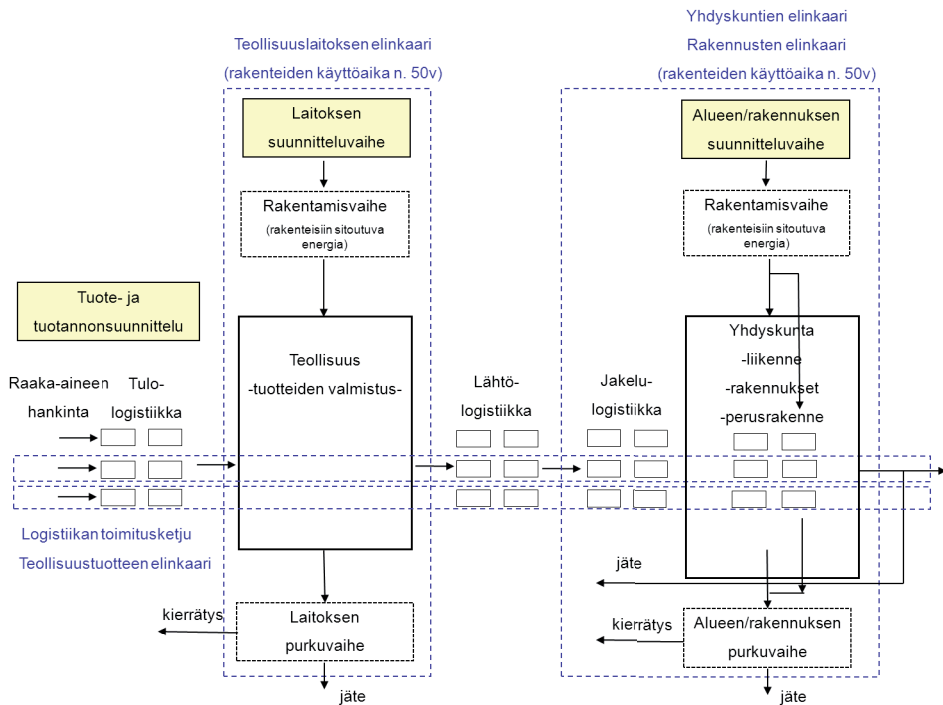 Teollisuuslaitoksen elinkaari
(rakenteiden käyttöaika n. 50v)
Yhdyskuntien elinkaari
Rakennusten elinkaari
(rakenteiden käyttöaika n. 50v)
Laitoksen
suunnitteluvaihe
Alueen/rakennuksen
suunnitteluvaihe
Rakentamisvaihe
(rakenteisiin sitoutuva
energia)
Rakentamisvaihe
(rakenteisiin sitoutuva
energia)
Tuote- ja
tuotannonsuunnittelu
Raaka-aineen
hankinta
Tulo-
logistiikka
Teollisuus
-tuotteiden valmistus-
Lähtö-
logistiikka
Jakelu-
logistiikka
Yhdyskunta
-liikenne
-rakennukset
-perusrakenne
Logistiikan toimitusketju
Teollisuustuotteen elinkaari
jäte
kierrätys
Laitoksen
purkuvaihe
jäte
kierrätys
Alueen/rakennuksen
purkuvaihe
jäte